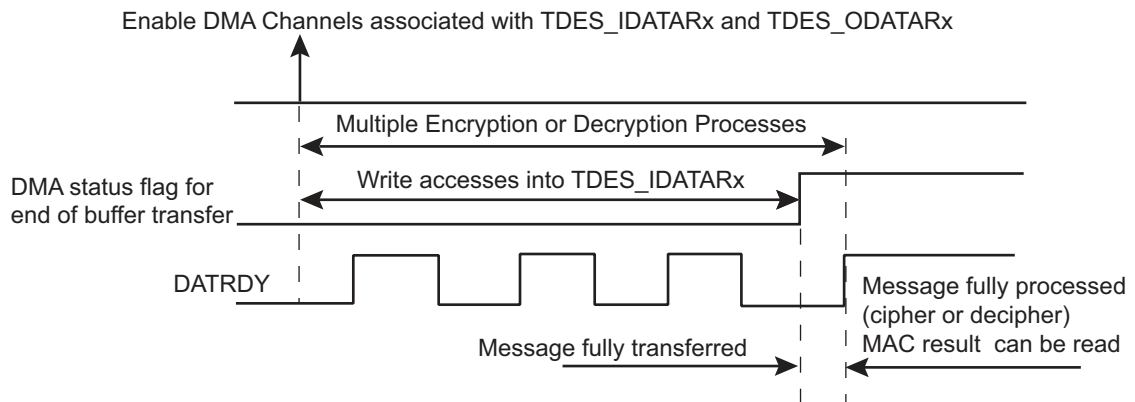 Enable DMA Channels associated with TDES_IDATARx and TDES_ODATARx
Multiple Encryption or Decryption Processes
Write accesses into TDES_IDATARx
DMA status flag for
end of buffer transfer
DATRDY
Message fully processed
(cipher or decipher)
MAC result  can be read
Message fully transferred